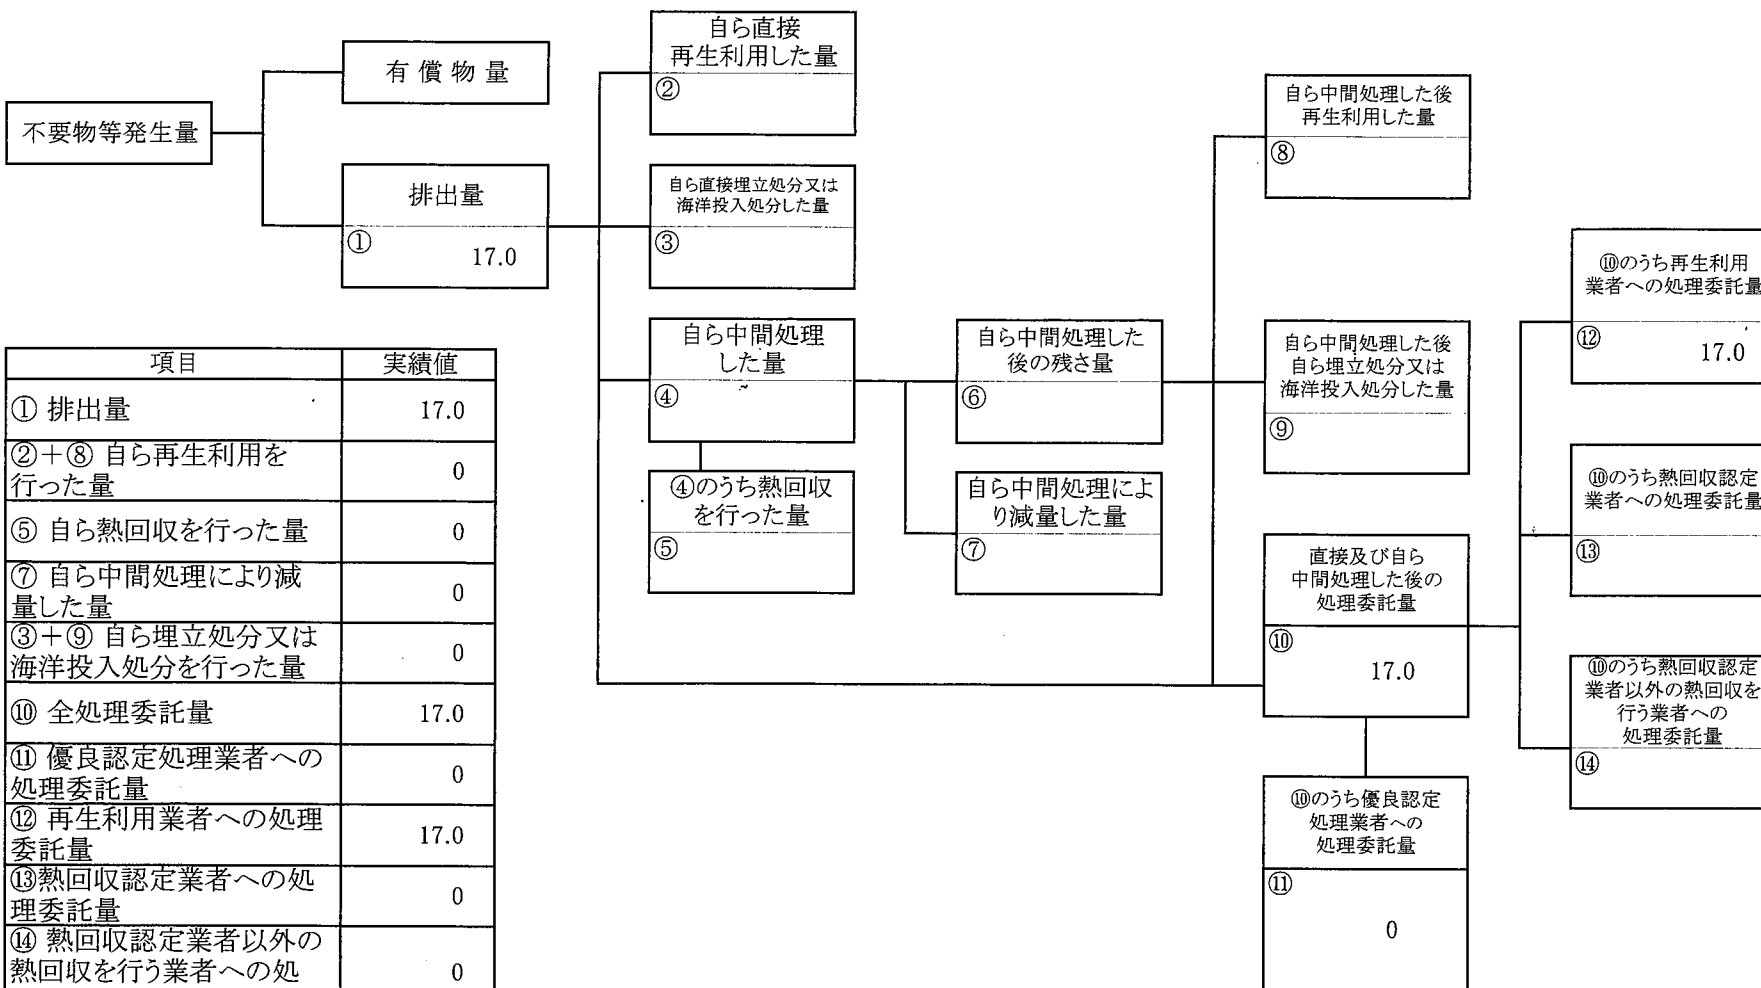 不要物等発生量
有償物量
排出量
①
17.0
自ら直接
再生利用した量
②
自ら直接埋立処分又は
海洋投入処分した量
③
自ら中間処理
した量
④
④のうち熱回収
を行った量
⑤
自ら中間処理した
後の残さ量
⑥
自ら中間処理によ
り減量した量
⑦
自ら中間処理した後
再生利用した量
⑧
自ら中間処理した後
自ら埋立処分又は
海洋投入処分した量
⑨
直接及び自ら
中間処理した後の
処理委託量
⑩
17.0
⑩のうち優良認定
処理業者への
処理委託量
⑪
0
⑩のうち再生利用
業者への処理委託量
⑫
17.0
⑩のうち熱回収認定
業者への処理委託量
⑬
⑩のうち熱回収認定
業者以外の熱回収を
行う業者への
処理委託量
⑭
項目 実績値
① 排出量 17.0
②+⑧ 自ら再生利用を
行った量 0
⑤ 自ら熱回収を行った量 0
⑦ 自ら中間処理により減
量した量 0
③+⑨ 自ら埋立処分又は
海洋投入処分を行った量 0
⑩ 全処理委託量 17.0
⑪ 優良認定処理業者への
処理委託量 0
⑫ 再生利用業者への処理
委託量 17.0
⑬熱回収認定業者への処
理委託量 0
⑭ 熱回収認定業者以外の
熱回収を行う業者への処 0